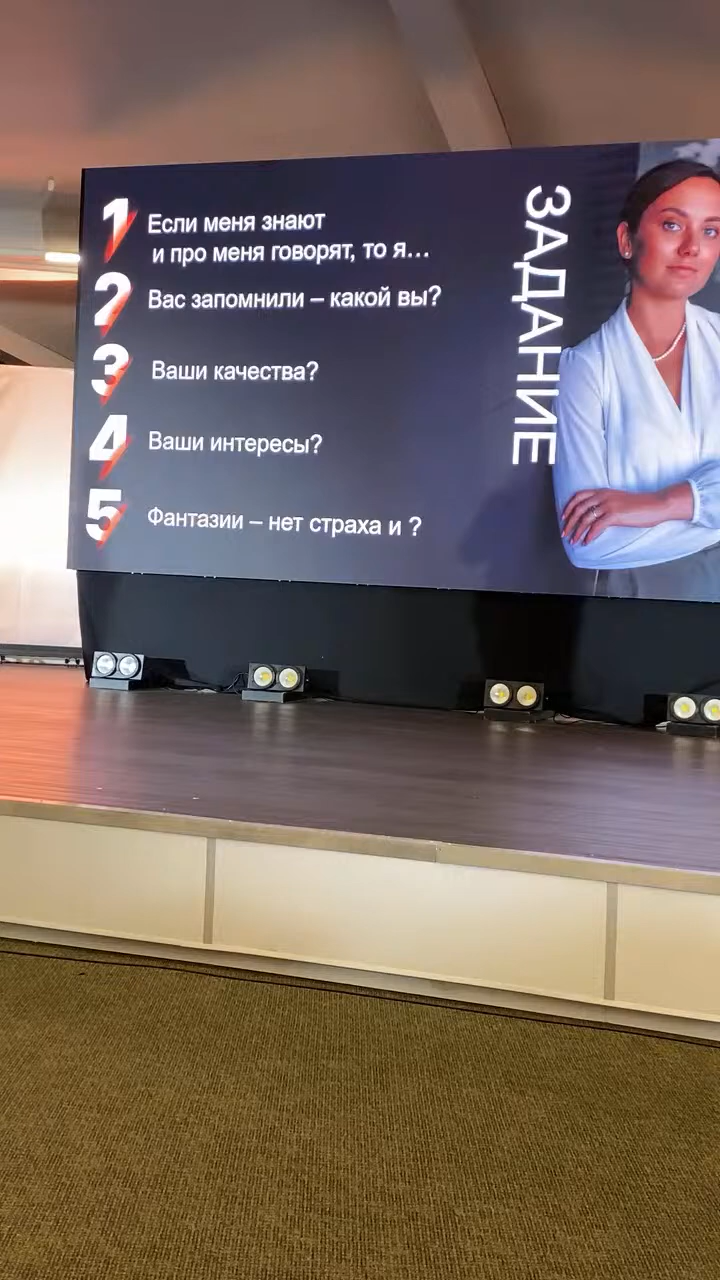 1 Если меня знают
и про меня говорят, то я...
2 Вас запомнили – какой вы?
3 Ваши качества?
4 Ваши интересы?
5 Фантазии – нет страха и ?
ЗАДАНИЕ